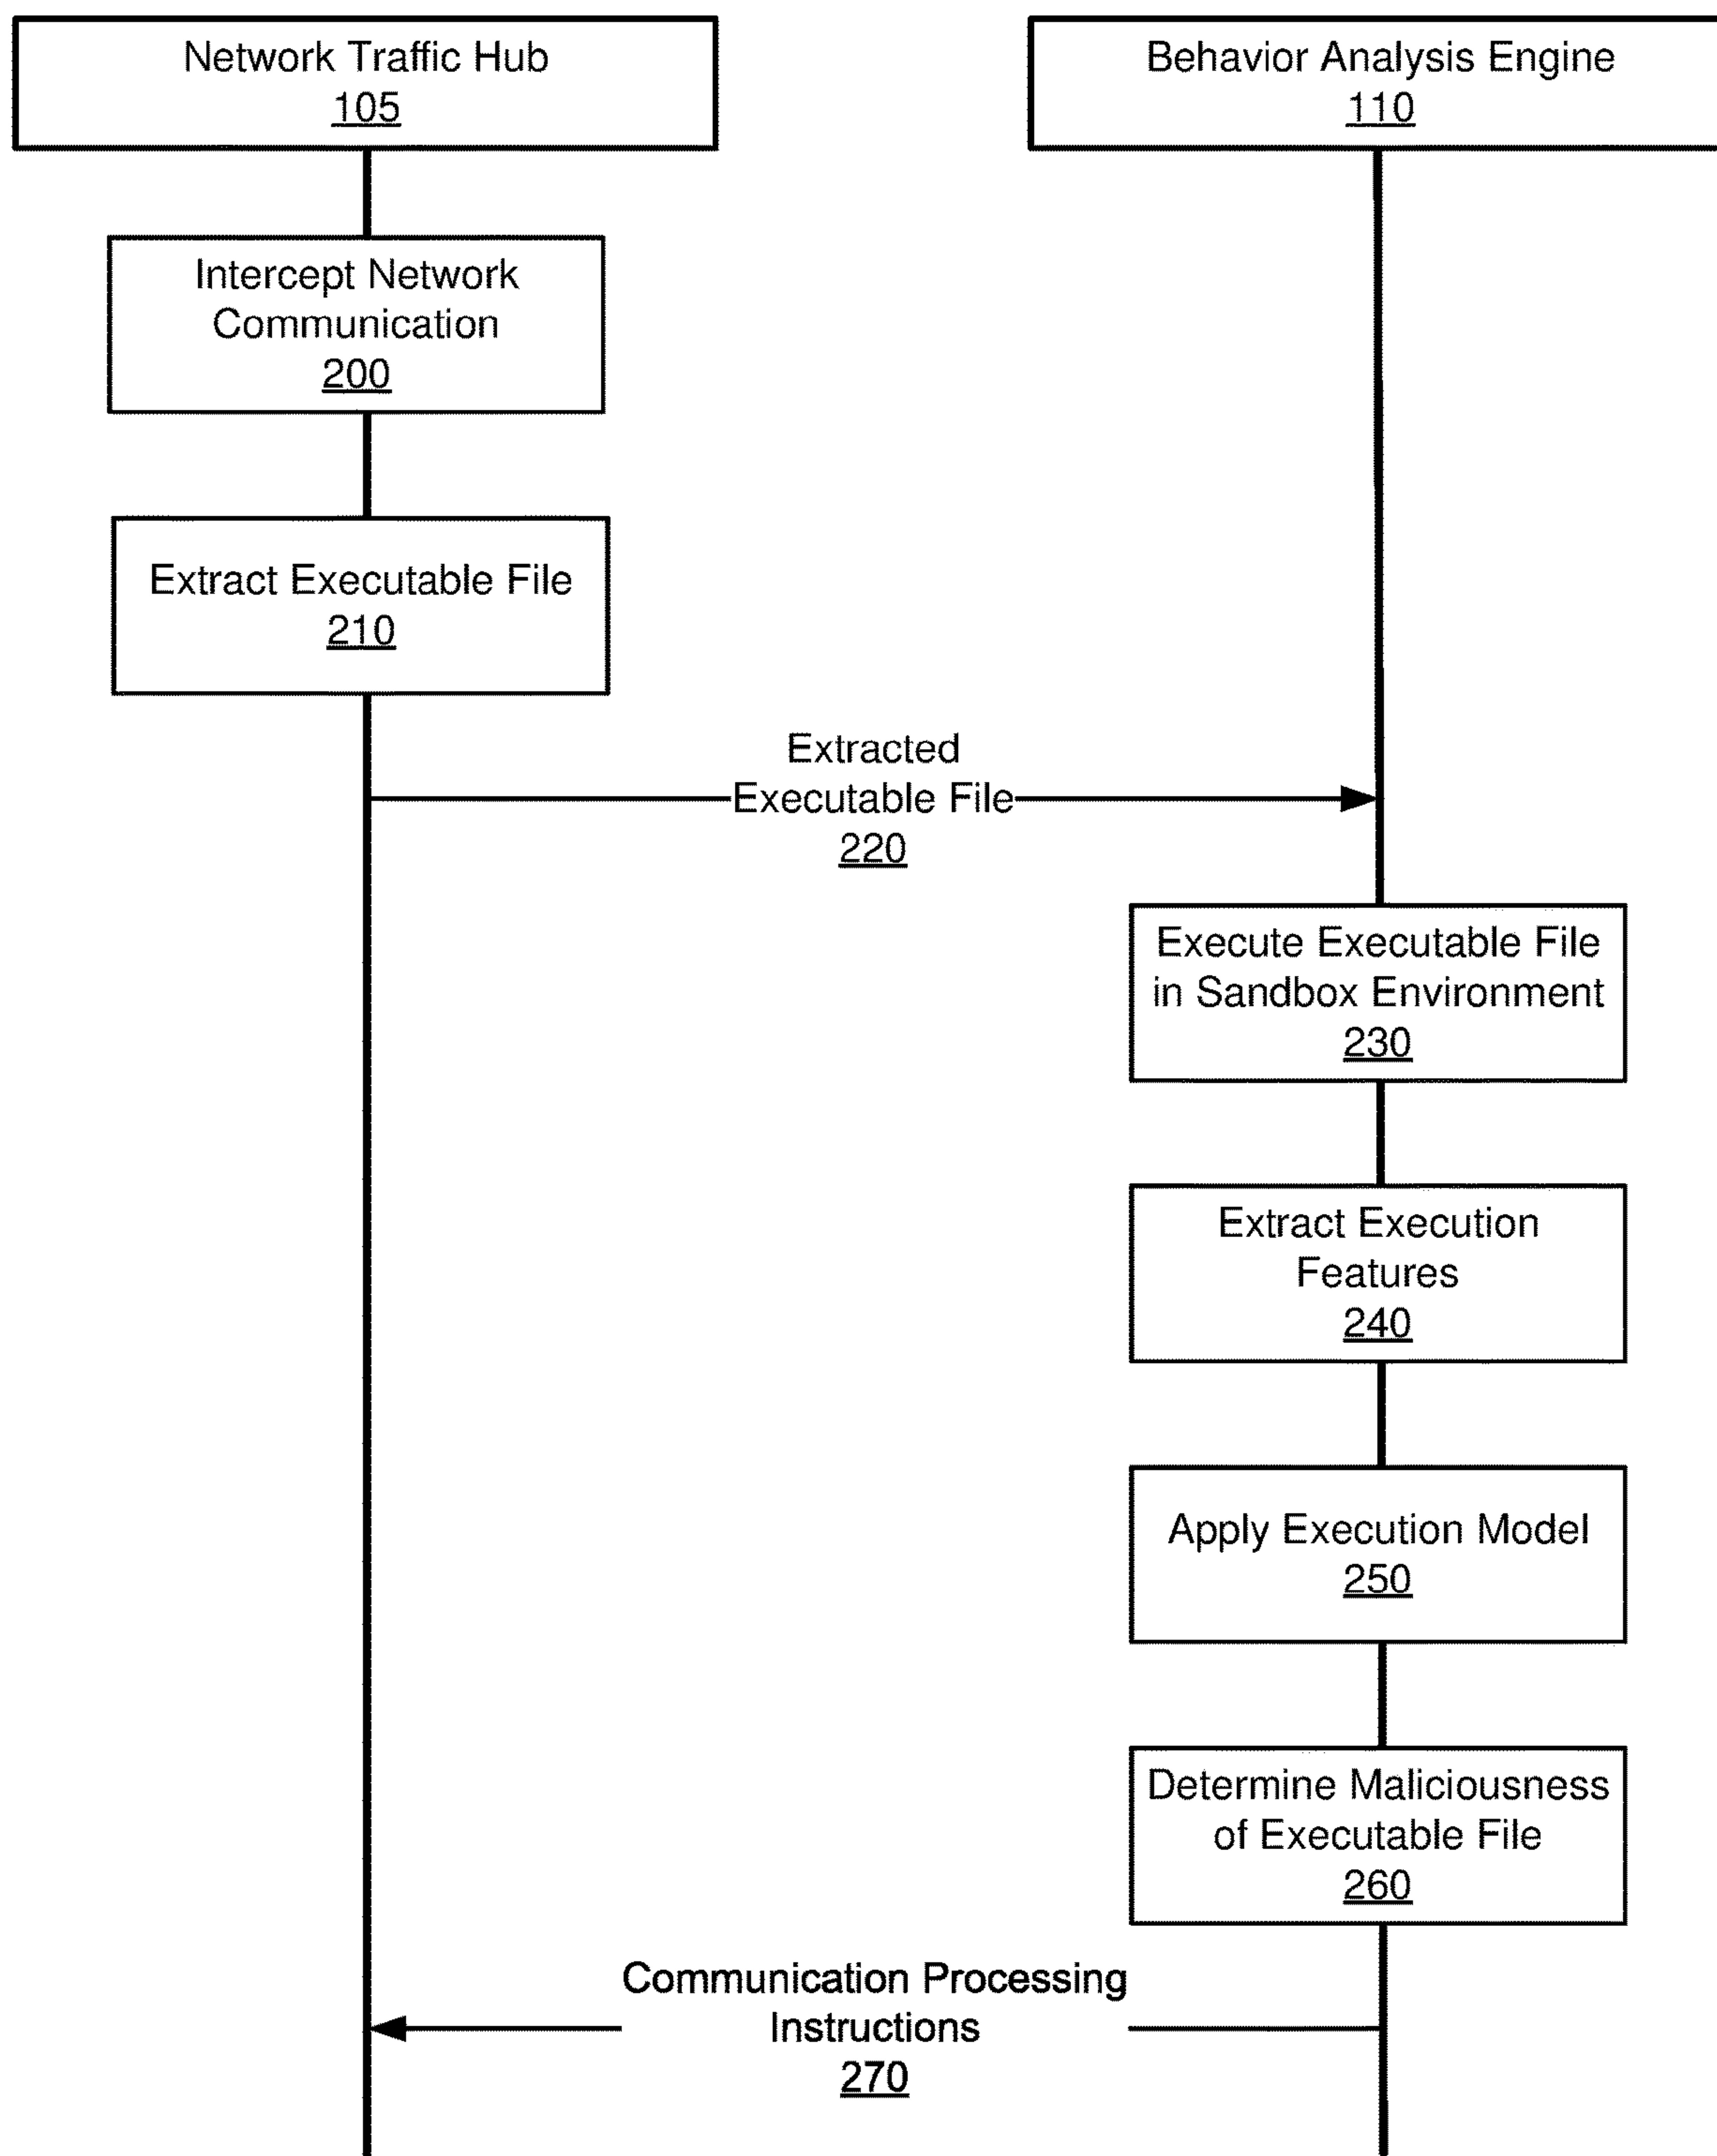 Network Traffic Hub
105
Behavior Analysis Engine
110
Intercept Network
Communication
200
Extract Executable File
210
Extracted
Executable File
220
Execute Executable File
in Sandbox Environment
230
Extract Execution
Features
240
Apply Execution Model
250
Determine Maliciousness
of Executable File
260
Communication Processing
Instructions
270